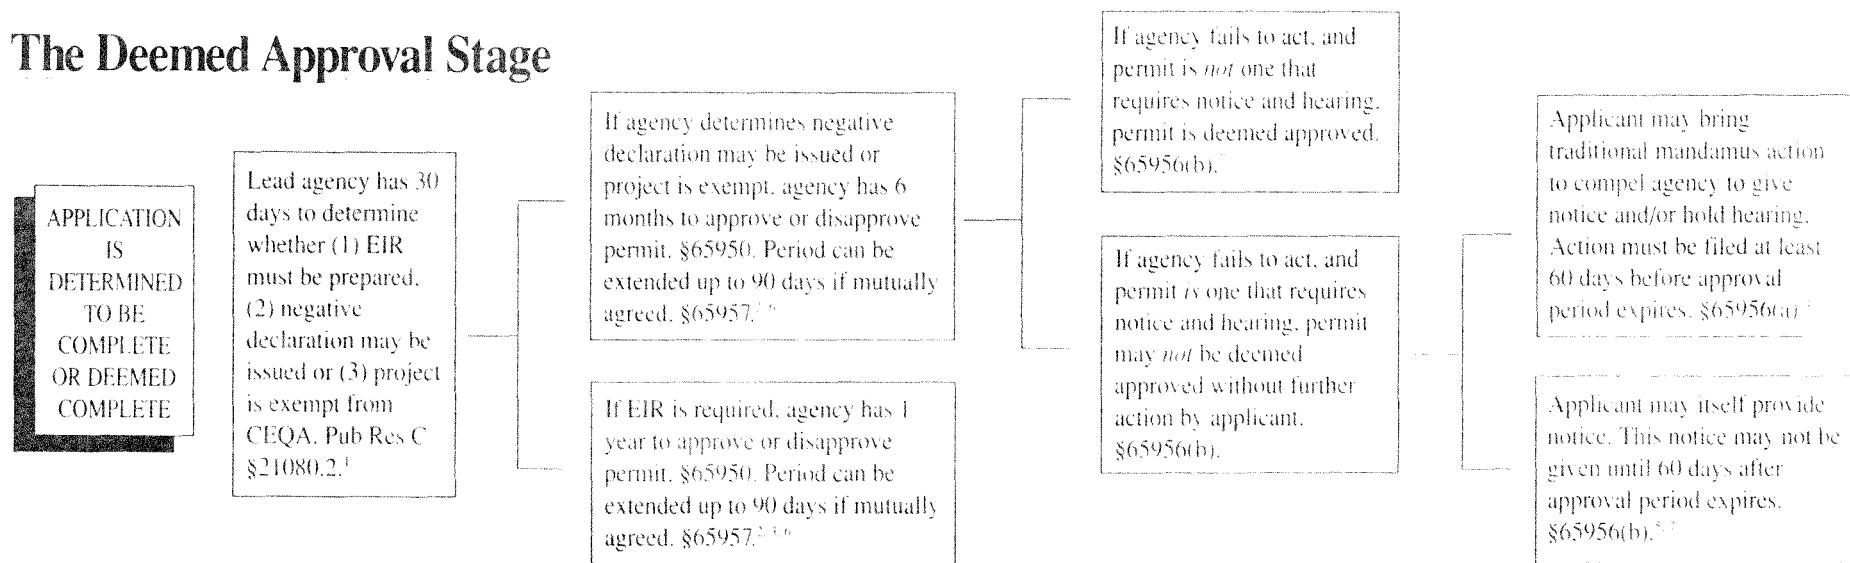 The Deemed Approval Stage
APPLICATION
IS
DETERMINED
TO BE
COMPLETE
OR DEEMED
COMPLETE
Lead agency has 30
days to determine
whether (1) EIR
must be prepared,
(2) negative
declaration may be
issued or (3) project
is exempt from
CEQA. Pub Res C
§21080.2.¹
If agency determines negative
declaration may be issued or
project is exempt, agency has 6
months to approve or disapprove
permit. §65950. Period can be
extended up to 90 days if mutually
agreed. §65957.
If EIR is required, agency has 1
year to approve or disapprove
permit. §65950. Period can be
extended up to 90 days if mutually
agreed. §65957.
If agency fails to act, and
permit is not one that
requires notice and hearing,
permit is deemed approved.
§65956(b).
If agency fails to act, and
permit is one that requires
notice and hearing, permit
may not be deemed
approved without further
action by applicant.
§65956(b).
Applicant may bring
traditional mandamus action
to compel agency to give
notice and/or hold hearing.
Action must be filed at least
60 days before approval
period expires. §65956(a).
Applicant may itself provide
notice. This notice may not be
given until 60 days after
approval period expires.
§65956(b).